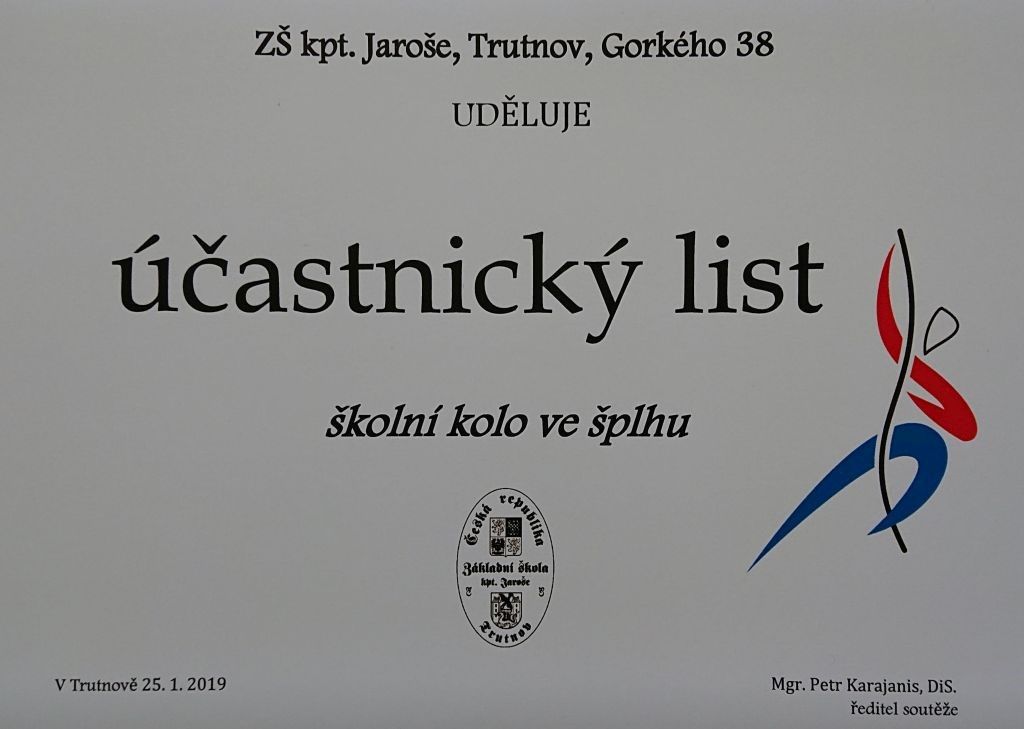 ZŠ kpt. Jaroše, Trutnov, Gorkého 38
UDĚLUJE
účastnický list
školní kolo ve šplhu
Česká republika
Základní škola
kpt. Jaroše
Trutnov
V Trutnově 25. 1. 2019
Mgr. Petr Karajanis, DiS.
ředitel soutěže